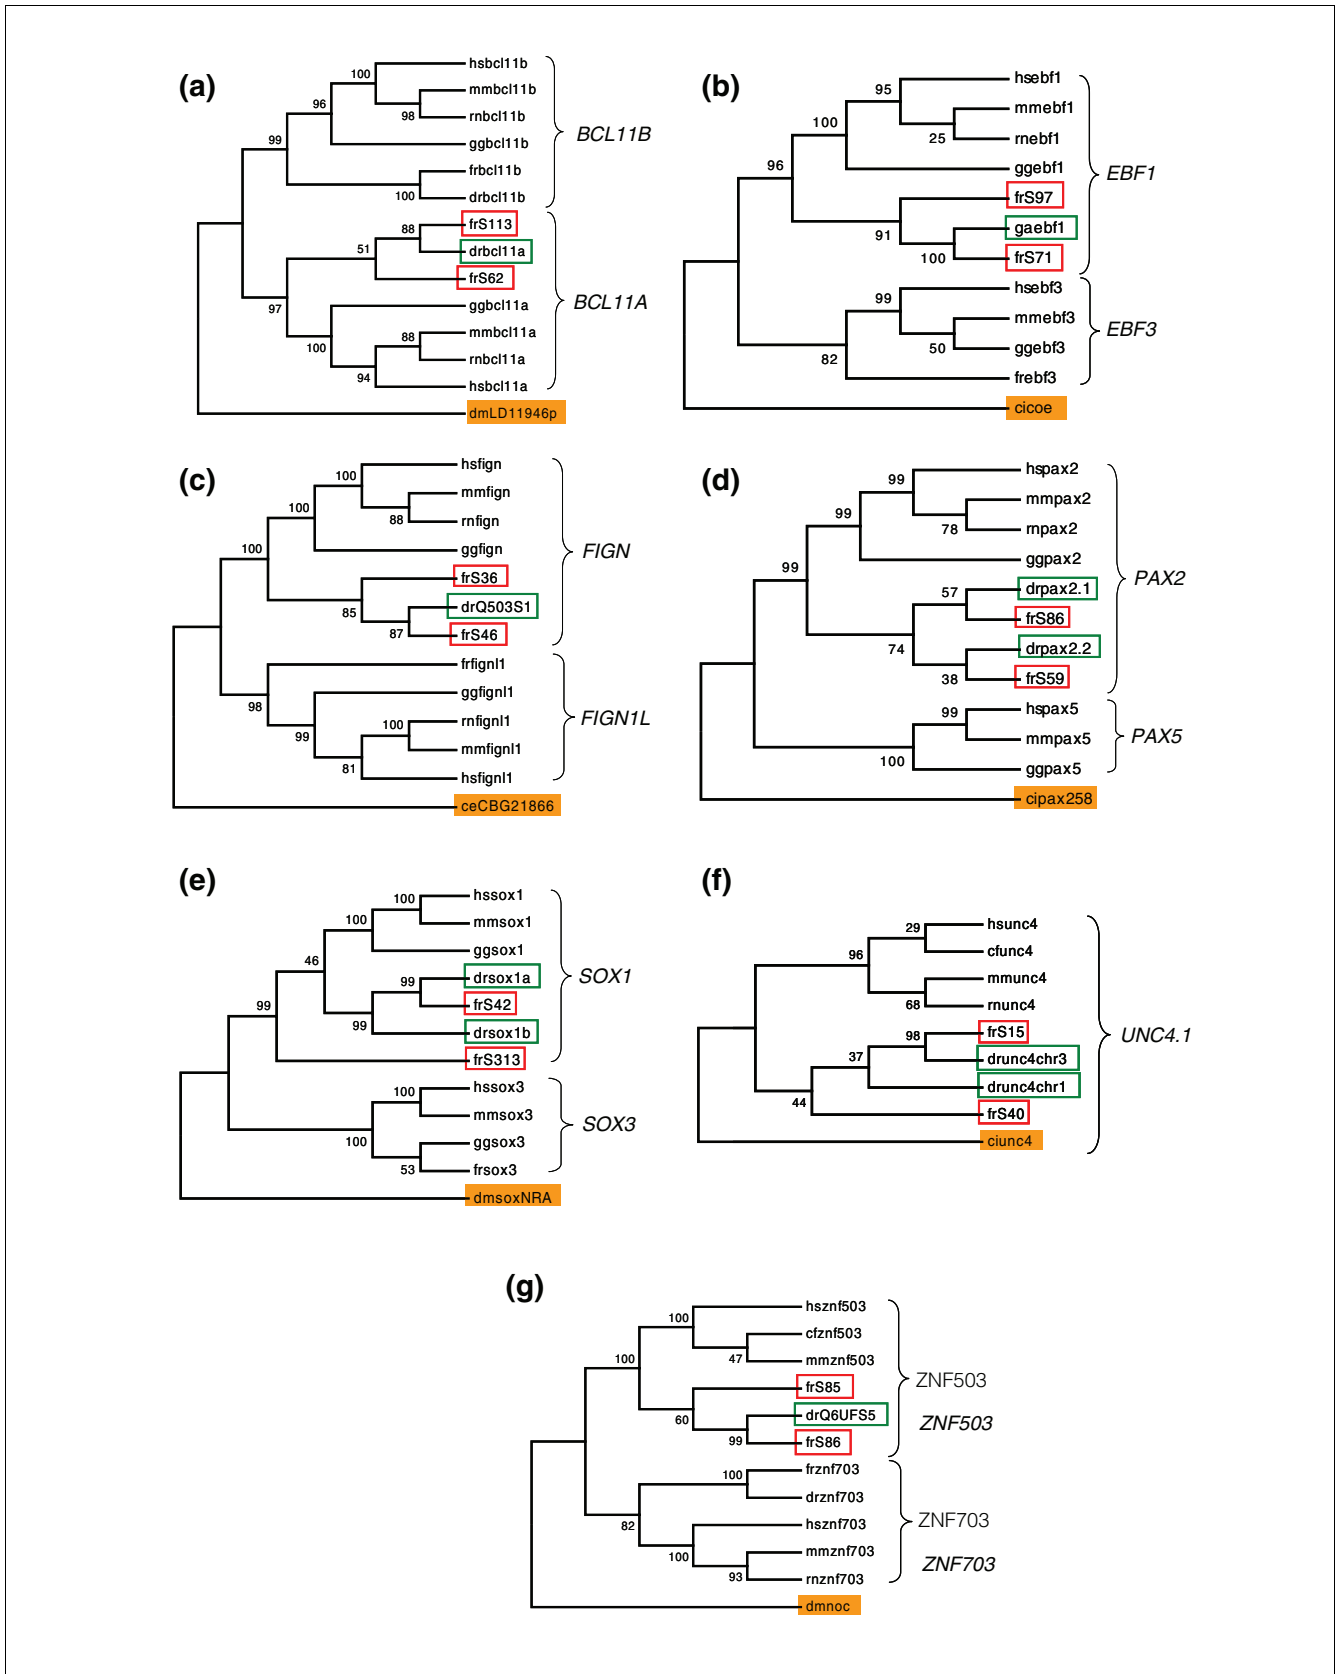 (a)
100
hsbcl11b
mmbcl11b
96
98
rnbcl11b
BCL11B
99
ggbcl11b
frbcl11b
100
drbcl11b
88
frS113
51
drbcl11a
frS62
97
ggbcl11a
BCL11A
100
88
mmbcl11a
rnbcl11a
94
hsbcl11a
dmLD11946p
(b)
95
hsebf1
mmebf1
100
25
rnebf1
96
ggebf1
EBF1
frS97
91
gaebf1
100
frS71
99
hsebf3
mmebf3
EBF3
82
50
ggebf3
frebf3
cicoe
(c)
100
hsfign
mmfign
100
88
rnfign
100
ggfign
FIGN
frS36
85
drQ503S1
87
frS46
frfignl1
98
ggfignl1
99
100
rnfignl1
FIGN1L
mmfignl1
81
hsfignl1
ceCBG21866
(d)
99
hspax2
mmpax2
99
78
rnpax2
99
ggpax2
PAX2
57
drpax2.1
frS86
74
drpax2.2
38
frS59
99
hspax5
mmpax5
PAX5
100
ggpax5
cipax258
(e)
100
hssox1
100
mmsox1
46
ggsox1
99
drsox1a
SOX1
99
frS42
99
drsox1b
frS313
100
hssox3
mmsox3
SOX3
100
ggsox3
53
frsox3
dmsoxNRA
(f)
29
hsunc4
96
cfunc4
mmunc4
68
rnunc4
98
frS15
UNC4.1
37
drunc4chr3
44
drunc4chr1
frS40
ciunc4
(g)
100
hsznf503
cfznf503
100
47
mmznf503
frS85
ZNF503
60
drQ6UFS5
ZNF503
99
frS86
100
frznf703
drznf703
82
hsznf703
ZNF703
100
mmznf703
ZNF703
93
rnznf703
dmnoc